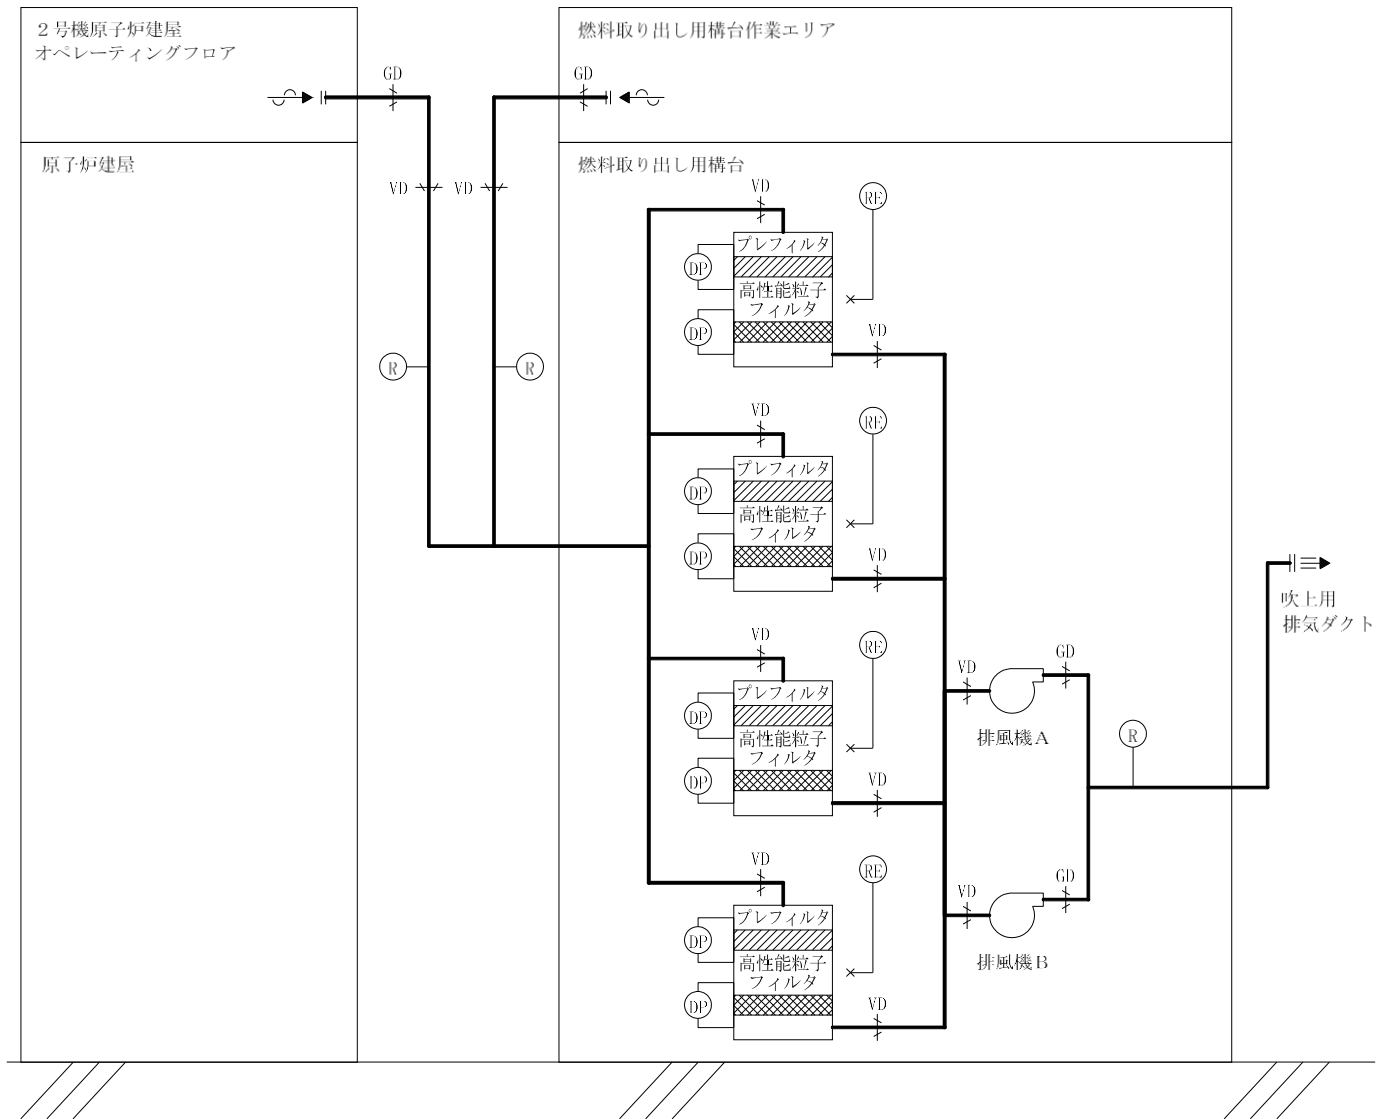 ２号機原子炉建屋
オペレーティングフロア
燃料取り出し用構台作業エリア
GD
GD
原子炉建屋
燃料取り出し用構台
VD
VD
VD
RE
プレフィルタ
DP
高性能粒子
フィルタ
DP
VD
R
R
VD
RE
プレフィルタ
DP
高性能粒子
フィルタ
DP
VD
吹上用
排気ダクト
VD
RE
プレフィルタ
DP
高性能粒子
フィルタ
DP
VD
VD
GD
排風機Ａ
R
VD
RE
プレフィルタ
DP
高性能粒子
フィルタ
DP
VD
VD
GD
排風機Ｂ